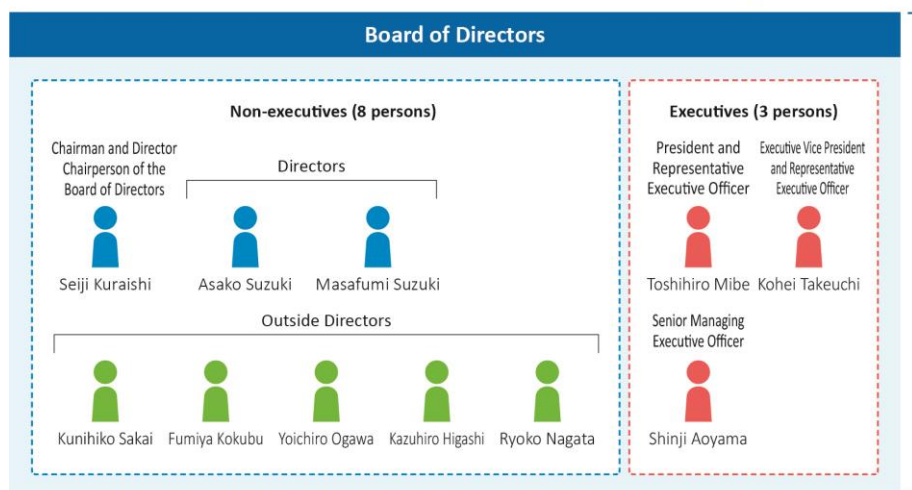 Board of Directors
Non-executives (8 persons)
Chairman and Director
Chairperson of the
Board of Directors
Directors
Seiji Kuraishi
Asako Suzuki
Masafumi Suzuki
Outside Directors
Kunihiko Sakai
Fumiya Kokubu
Yoichiro Ogawa
Kazuhiro Higashi
Ryoko Nagata
Executives (3 persons)
President and
Representative
Executive Officer
Executive Vice President
and Representative
Executive Officer
Toshihiro Mibe
Kohei Takeuchi
Senior Managing
Executive Officer
Shinji Aoyama